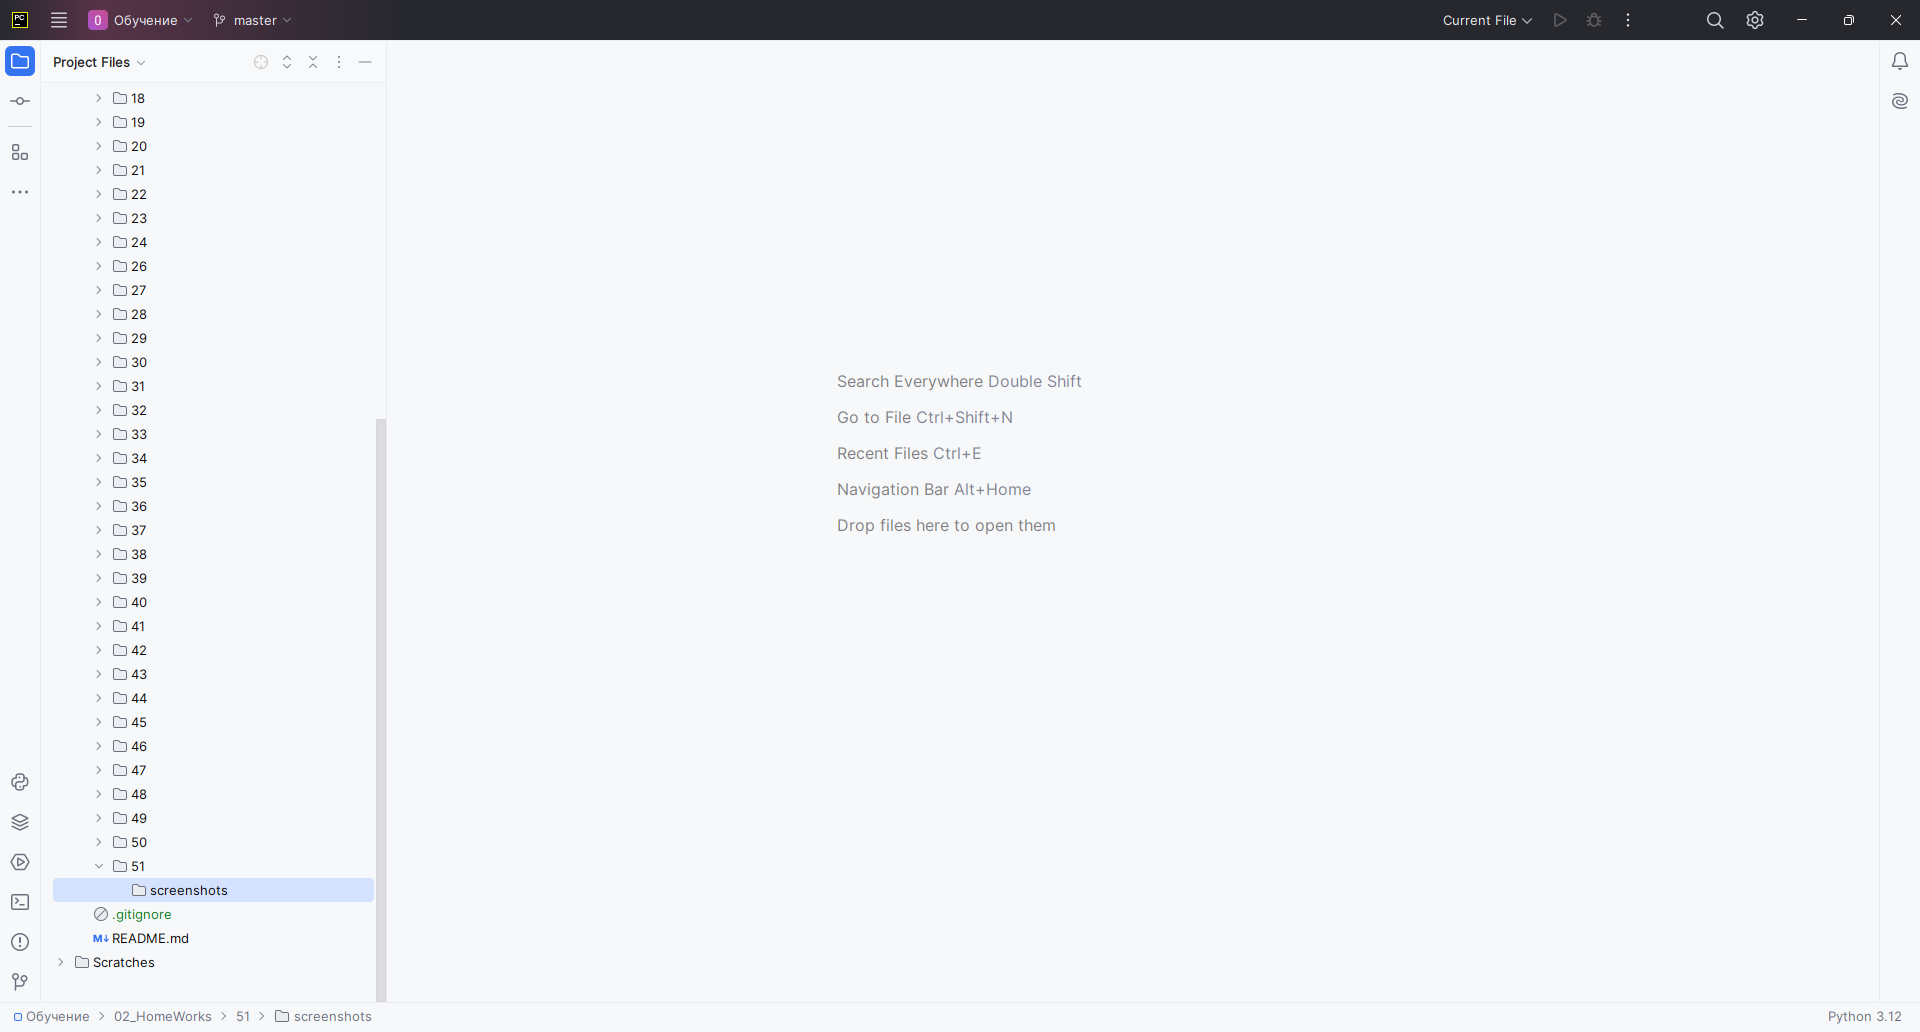 PC
О Обучение master Current File
Project Files
18
19
20
21
22
23
24
26
27
28
29
30
31
32
33
34
35
36
37
38
39
40
41
42
43
44
45
46
47
48
49
50
51
screenshots
.gitignore
M↓ README.md
Scratches
Search Everywhere Double Shift
Go to File Ctrl+Shift+N
Recent Files Ctrl+E
Navigation Bar Alt+Home
Drop files here to open them
Обучение > 02_HomeWorks > 51 > screenshots
Python 3.12